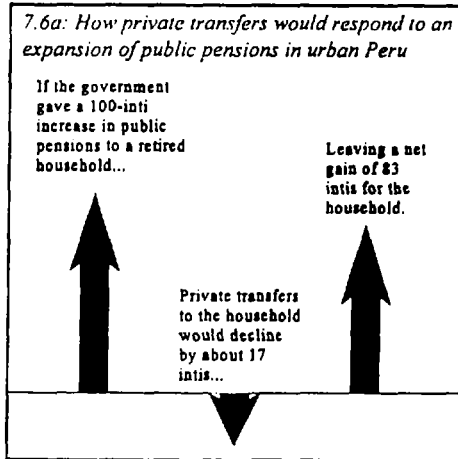 7.6a: How private transfers would respond to an
expansion of public pensions in urban Peru
If the government
gave a 100-inti
increase in public
pensions to a retired
household...
Private transfers
to the household
would decline
by about 17
intis...
Leaving a net
gain of 83
intis for the
household.